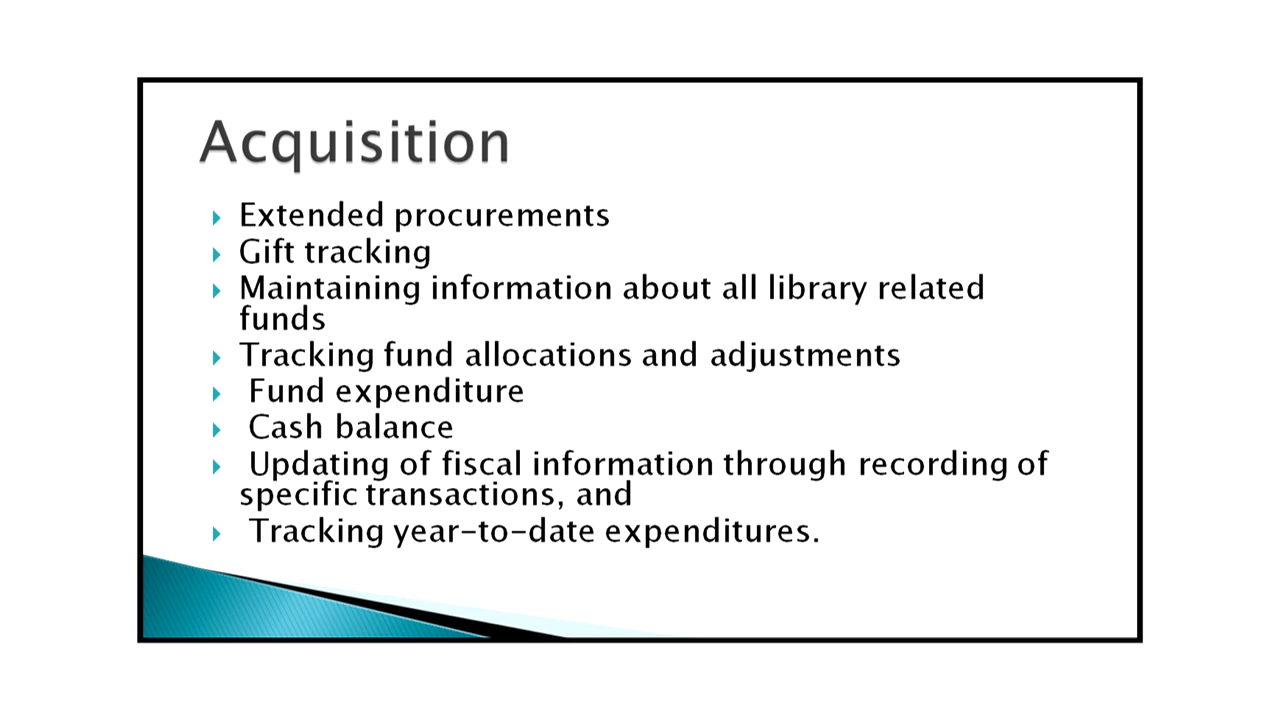 Acquisition
Extended procurements
Gift tracking
Maintaining information about all library related
funds
Tracking fund allocations and adjustments
Fund expenditure
Cash balance
Updating of fiscal information through recording of
specific transactions, and
Tracking year-to-date expenditures.